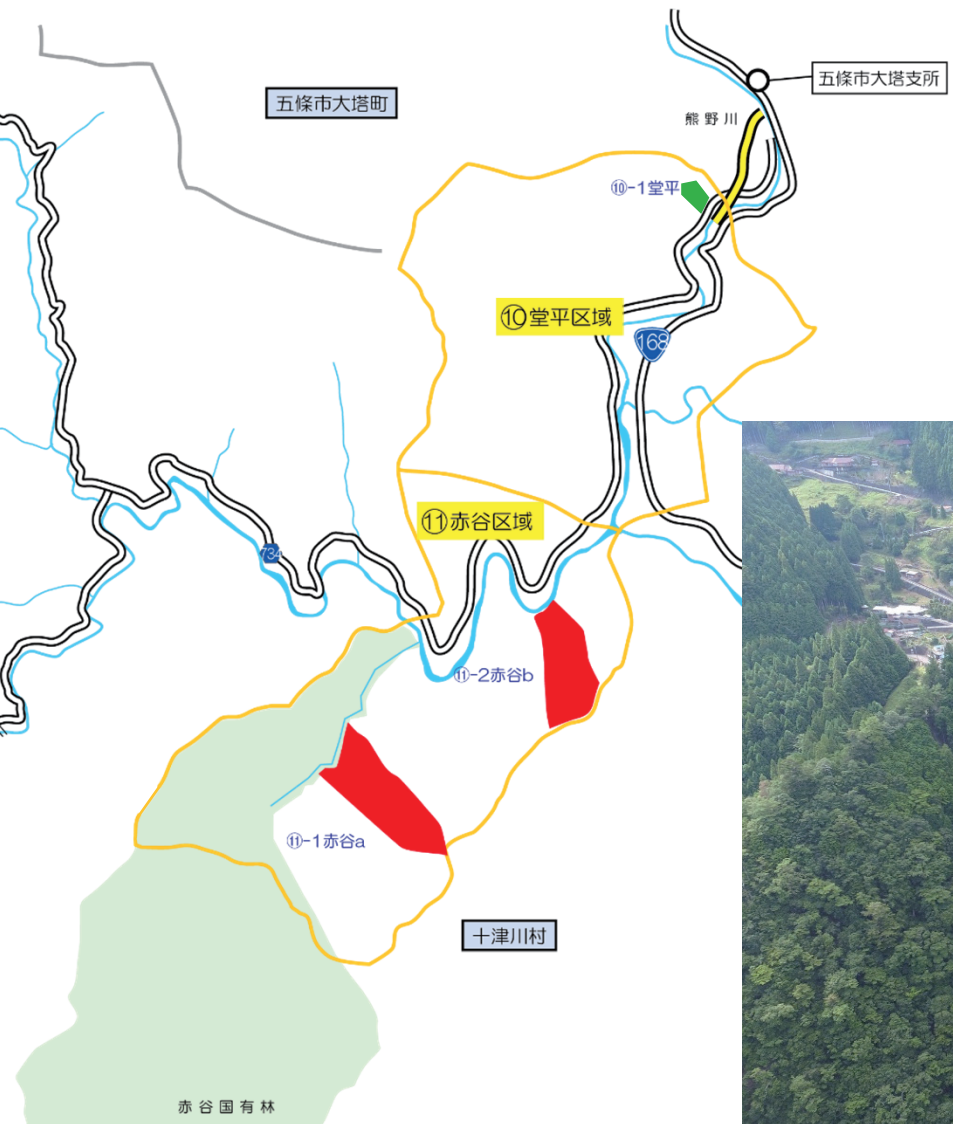 五條市大塔支所
五條市大塔町
熊野川
⑩-1堂平
⑩堂平区域
168
⑪赤谷区域
734
⑪-2赤谷b
⑪-1赤谷a
十津川村
赤谷国有林